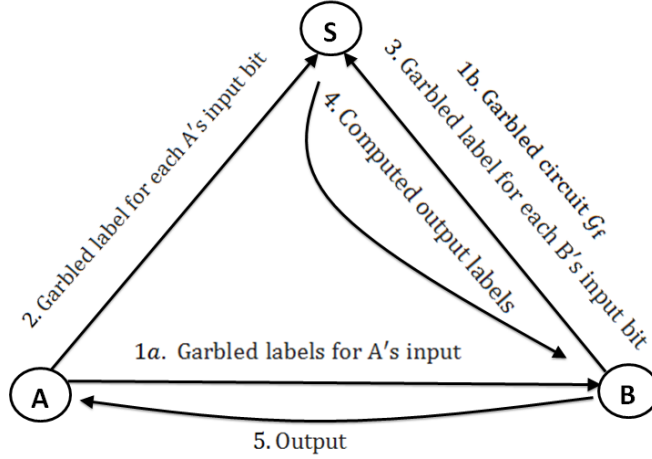 S
1b. Garbled circuit Gf
3. Garbled label for each B′s input bit
2. Garbled label for each A′s input bit
4. Computed output labels
1a. Garbled labels for A′s input
A
B
5. Output